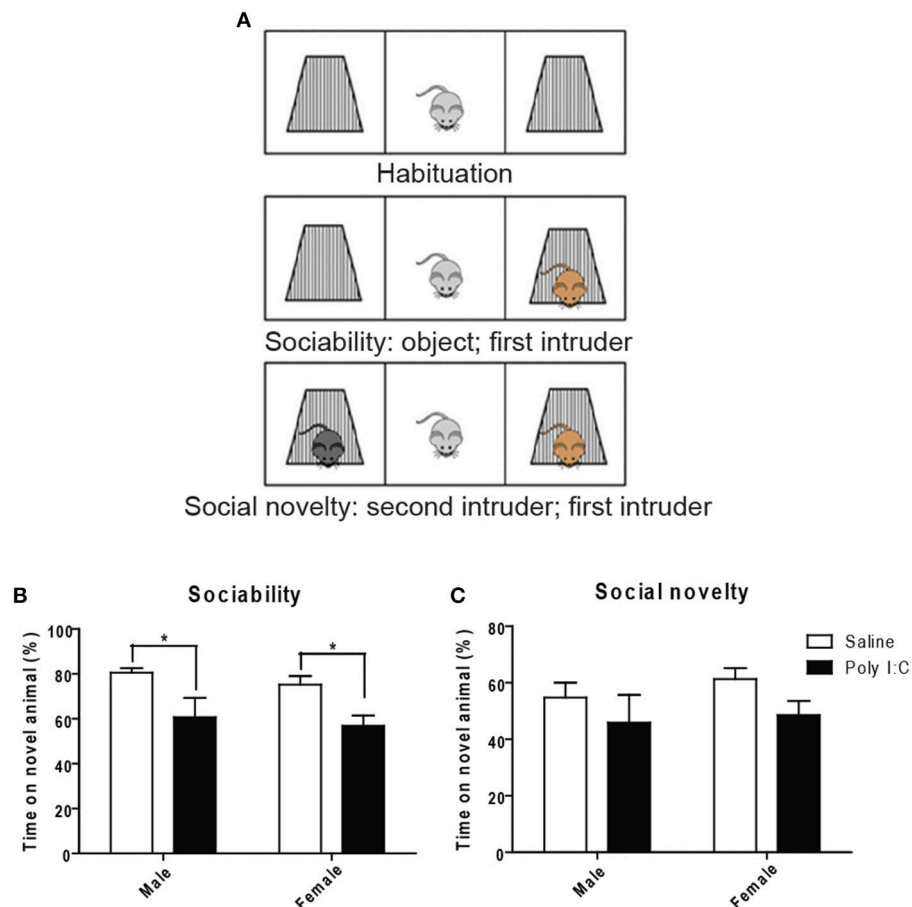 A
Habituation
Sociability: object; first intruder
Social novelty: second intruder; first intruder
B
Sociability
Time on novel animal (%)
100
80
60
40
20
0
*
*
Male
Female
C
Social novelty
Time on novel animal (%)
80
60
40
20
0
Male
Female
Saline
Poly I:C